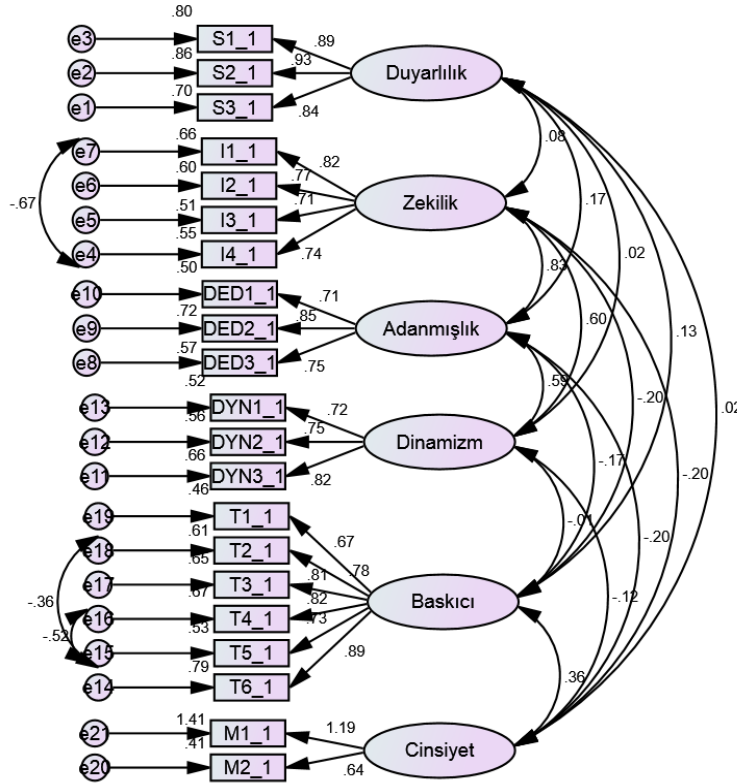 .80
e3 S1_1 .89 Duyarlılık
.86
e2 S2_1 .93
.70
e1 S3_1 .84
.66
e7 I1_1 .82
.60
e6 I2_1 .77 Zekilik
.51
e5 I3_1 .71
.55
e4 I4_1 .74
-.67
.50
e10 DED1_1 .71
.72
e9 DED2_1 .85 Adanmışlık
.57
e8 DED3_1 .75
.52
e13 DYN1_1 .72
.56
e12 DYN2_1 .75 Dinamizm
.66
e11 DYN3_1 .82
.46
e19 T1_1 .67
.61
e18 T2_1 .78
.65
e17 T3_1 .81 Baskıcı
.67
e16 T4_1 .82
.53
e15 T5_1 .73
.79
e14 T6_1 .89
-.36
-.52
1.41
e21 M1_1 1.19 Cinsiyet
.41
e20 M2_1 .64
.08
.17
.02
.83
.60
.13
.59
-.20
.02
-.17
-.20
-.01
-.20
-.12
.36